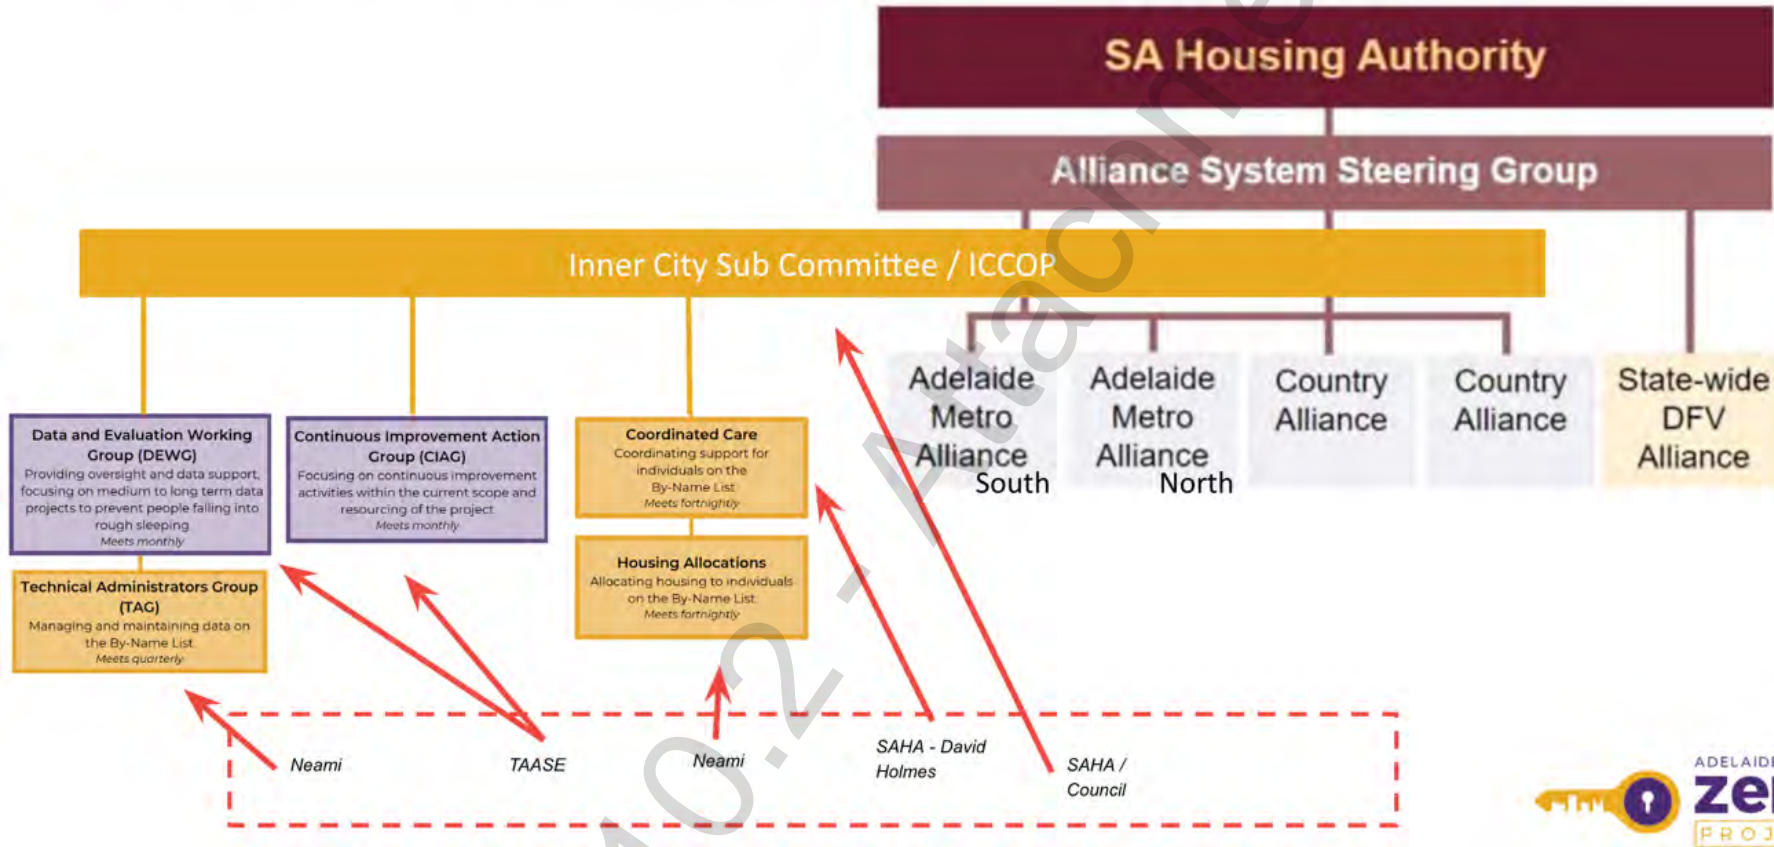 SA Housing Authority
Alliance System Steering Group
Inner City Sub Committee / ICCOP
Adelaide
Metro
Alliance
South
Adelaide
Metro
Alliance
North
Country
Alliance
Country
Alliance
State-wide
DFV
Alliance
Data and Evaluation Working
Group (DEWG)
Providing oversight and data support,
focusing on medium to long term data
projects to prevent people falling into
rough sleeping
Meets monthly
Continuous Improvement Action
Group (CIAG)
Focusing on continuous improvement
activities within the current scope and
resourcing of the project
Meets monthly
Coordinated Care
Coordinating support for
individuals on the
By-Name List
Meets fortnightly
Technical Administrators Group
(TAG)
Managing and maintaining data on
the By-Name List
Meets quarterly
Housing Allocations
Allocating housing to individuals
on the By-Name List
Meets fortnightly
Neami
TAASE
Neami
SAHA - David
Holmes
SAHA /
Council
10.2 - Attachme
ADELAIDE